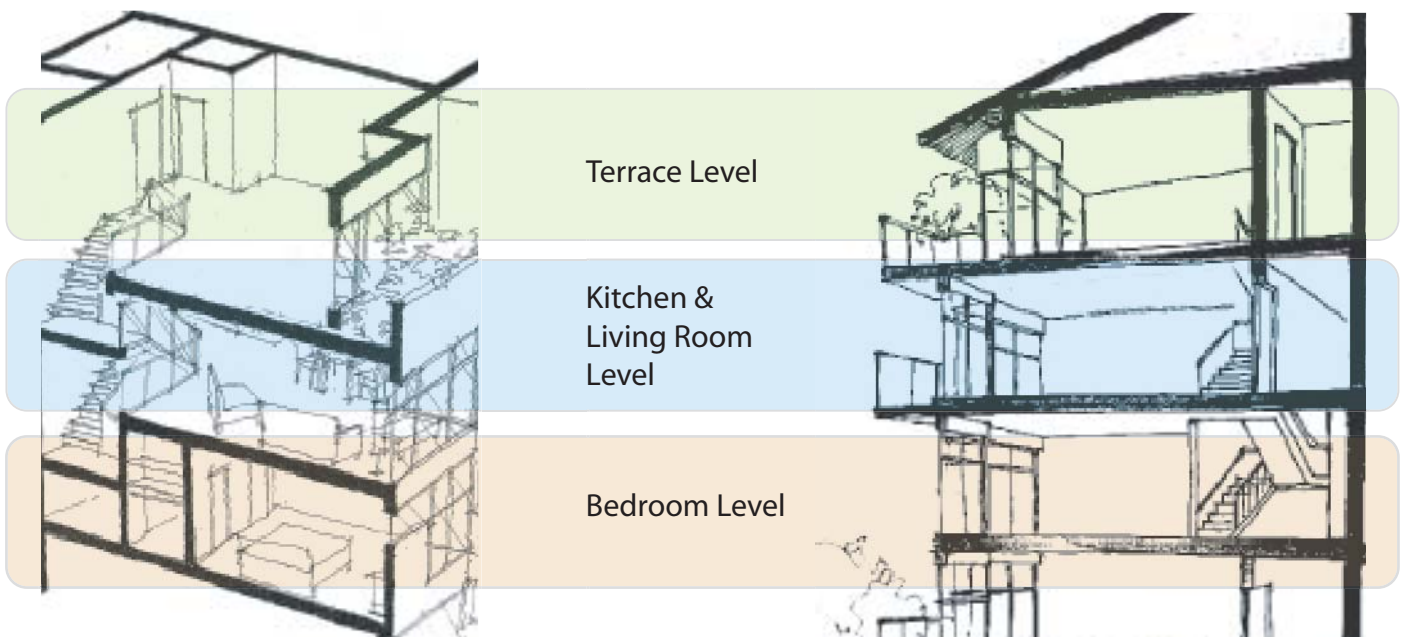 Terrace Level
Kitchen &
Living Room
Level
Bedroom Level